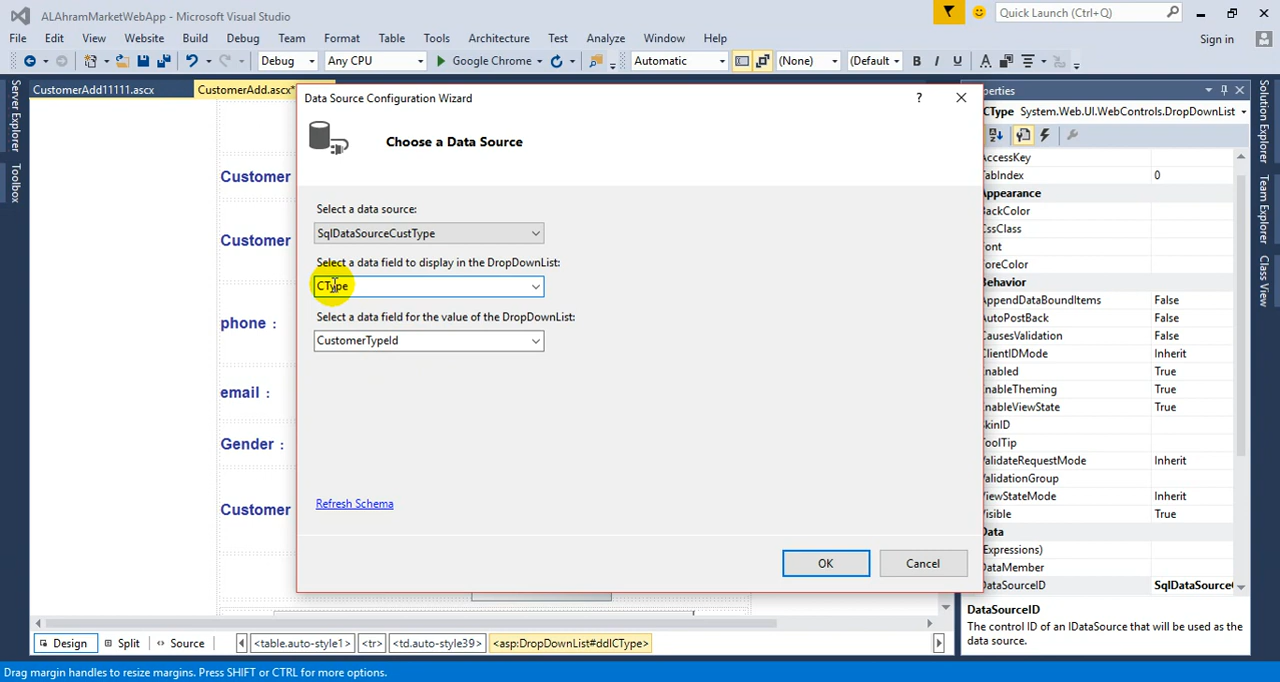 ALAhramMarketWebApp - Microsoft Visual Studio
Quick Launch (Ctrl+Q)
File Edit View Website Build Debug Team Format Table Tools Architecture Test Analyze Window Help
Sign in
Debug Any CPU Google Chrome Automatic (None) (Default B I U A
CustomerAdd11111.ascx CustomerAdd.ascx*
Server Explorer
Toolbox
Data Source Configuration Wizard
?
Choose a Data Source
Select a data source:
SqlDataSourceCustType
Select a data field to display in the DropDownList:
CType
Select a data field for the value of the DropDownList:
CustomerTypeId
Refresh Schema
OK Cancel
Customer
Customer
phone :
email :
Gender :
Customer
operties
CType System.Web.UI.WebControls.DropDownList
AccessKey
TabIndex 0
Appearance
BackColor
CssClass
Font
ForeColor
Behavior
AppendDataBoundItems False
AutoPostBack False
CausesValidation False
ClientIDMode Inherit
Enabled True
EnableTheming True
EnableViewState True
SkinID
ToolTip
ValidateRequestMode Inherit
ValidationGroup
ViewStateMode Inherit
Visible True
Data
(Expressions)
DataMember
DataSourceID SqlDataSource
DataSourceID
The control ID of an IDataSource that will be used as the
data source.
Solution Explorer
Team Explorer
Class View
Design Split Source <table.auto-style1> <tr> <td.auto-style39> <asp:DropDownList#ddlCType>
Drag margin handles to resize margins. Press SHIFT or CTRL for more options.